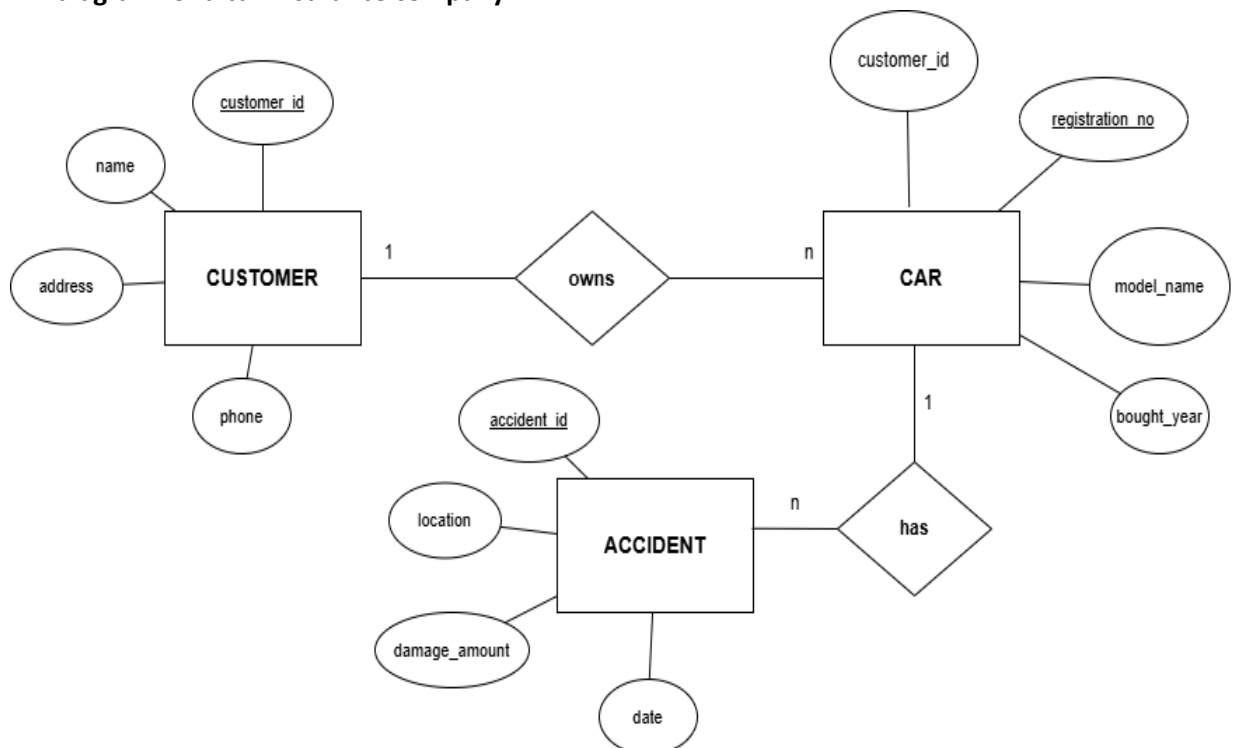 customer_id
customer_id
registration_no
name
CUSTOMER
1
owns
n
CAR
address
model_name
phone
accident_id
1
bought_year
location
n
has
ACCIDENT
damage_amount
date